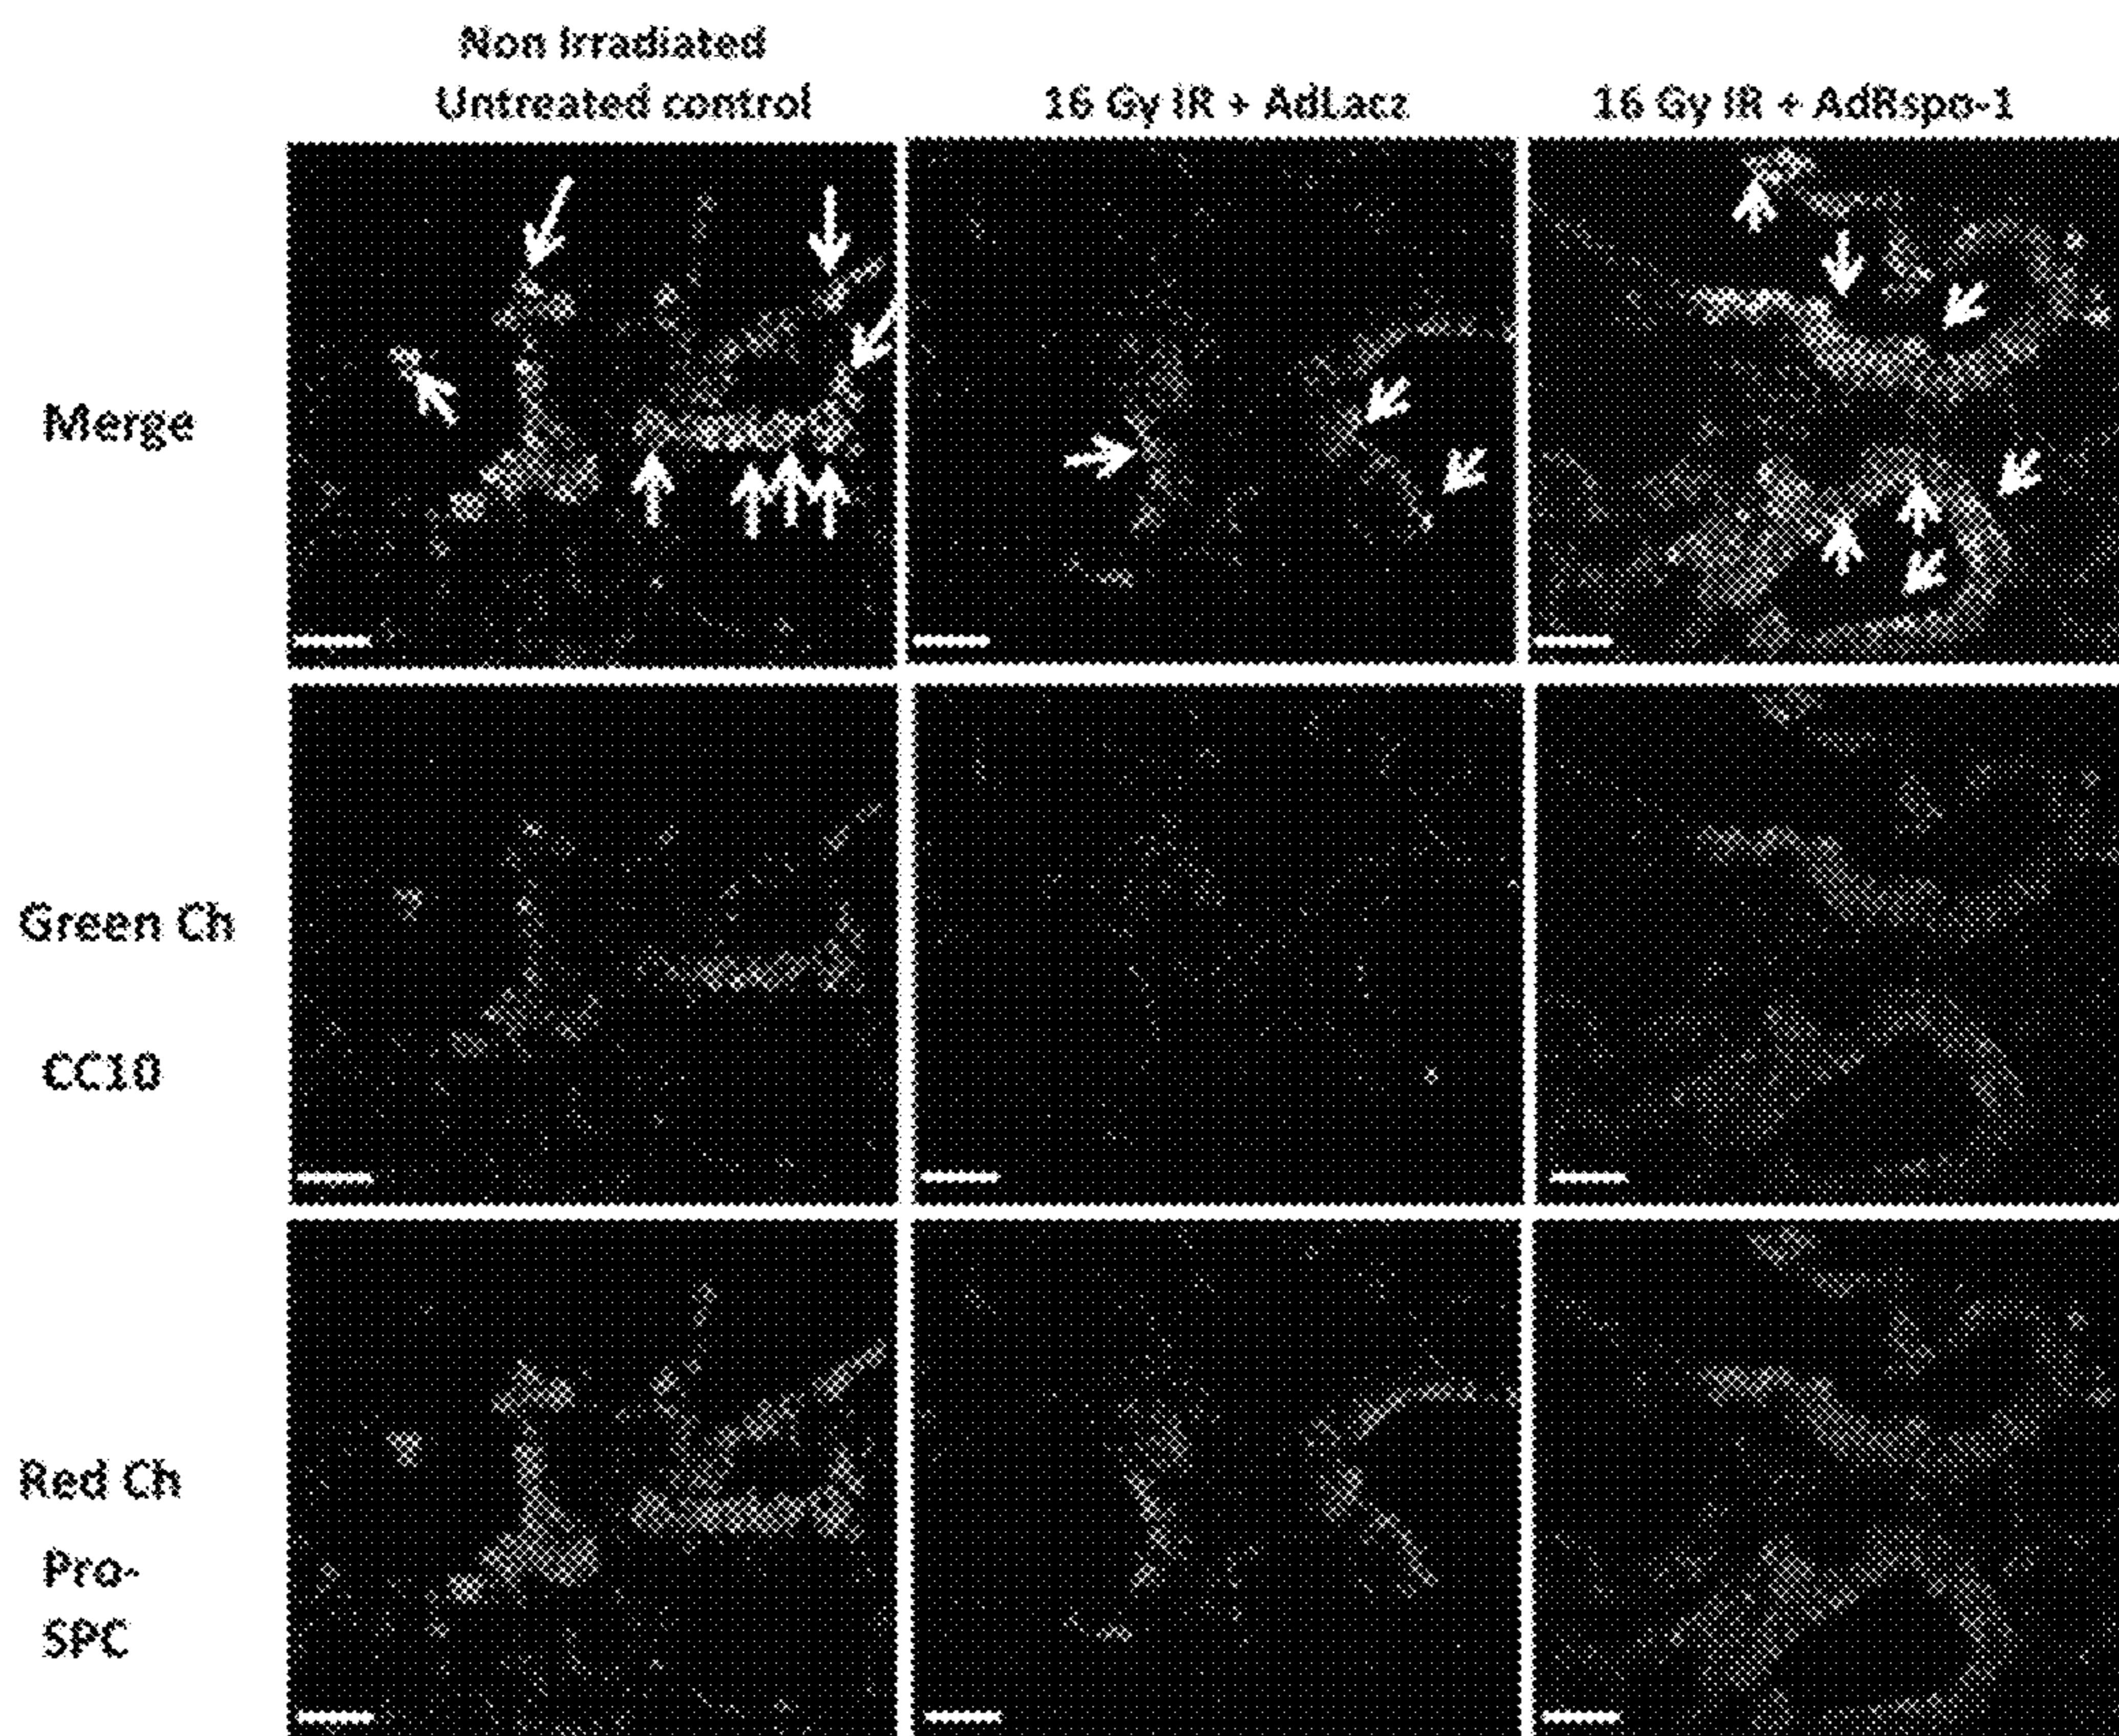 Non Irradiated
Untreated control
16 Gy IR + AdLacz
16 Gy IR + AdRspo-1
Merge
Green Ch
CC10
Red Ch
Pro-
SPC